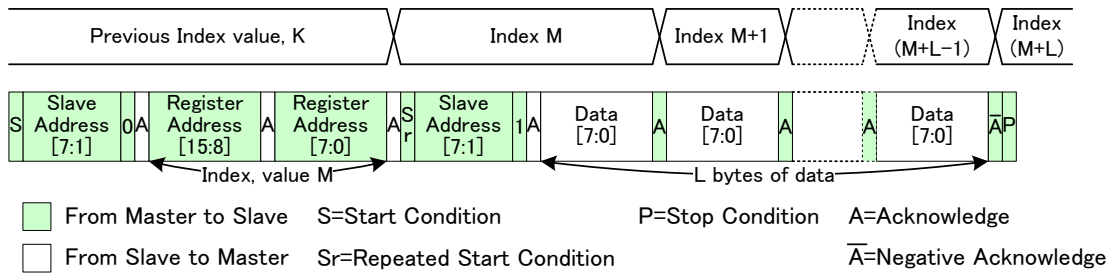 Previous Index value, K
Index M
Index M+1
Index
(M+L-1)
Index
(M+L)
S
Slave
Address
[7:1]
0
A
Register
Address
[15:8]
A
Register
Address
[7:0]
A
S
r
Slave
Address
[7:1]
1
A
Data
[7:0]
A
Data
[7:0]
A
A
Data
[7:0]
A̅
P
Index, value M
L bytes of data
From Master to Slave
S=Start Condition
P=Stop Condition
A=Acknowledge
From Slave to Master
Sr=Repeated Start Condition
A̅=Negative Acknowledge